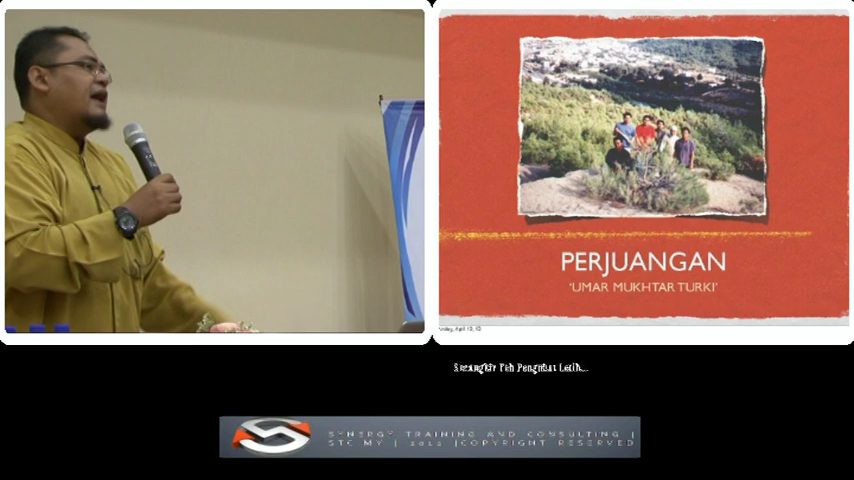 PERJUANGAN
'UMAR MUKHTAR TURKI'
SYNERGY TRAINING AND CONSULTING |
STC MY | 2012 |COPYRIGHT RESERVED